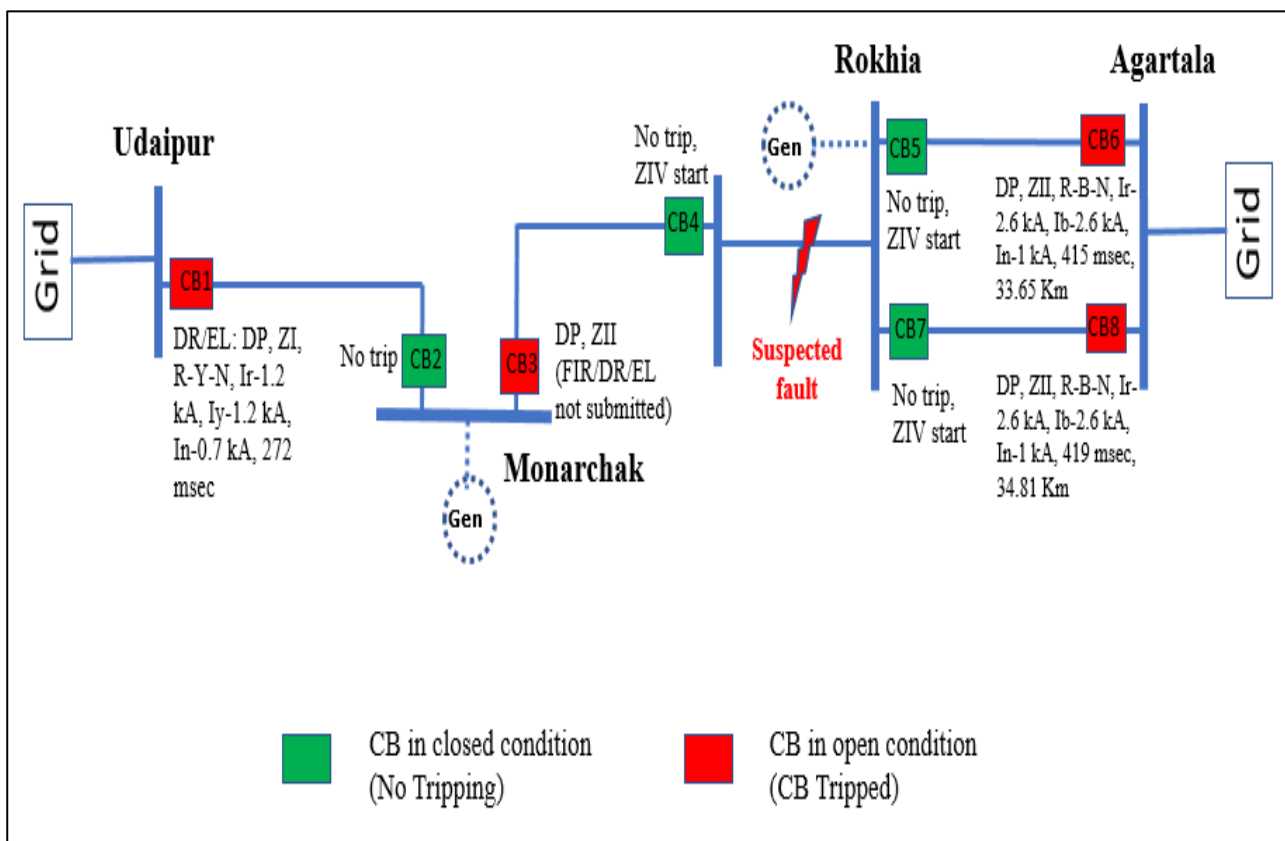 Rokhia
Agartala
Udaipur
No trip,
ZIV start
Gen
CB5
CB6
Grid
CB1
CB4
No trip,
ZIV start
DP, ZII, R-B-N, Ir-
2.6 kA, Ib-2.6 kA,
In-1 kA, 415 msec,
33.65 Km
Grid
DR/EL: DP, ZI,
R-Y-N, Ir-1.2
kA, Iy-1.2 kA,
In-0.7 kA, 272
msec
No trip
CB2
CB3
DP, ZII
(FIR/DR/EL
not submitted)
Suspected
fault
CB7
CB8
No trip,
ZIV start
DP, ZII, R-B-N, Ir-
2.6 kA, Ib-2.6 kA,
In-1 kA, 419 msec,
34.81 Km
Monarchak
Gen
CB in closed condition
(No Tripping)
CB in open condition
(CB Tripped)